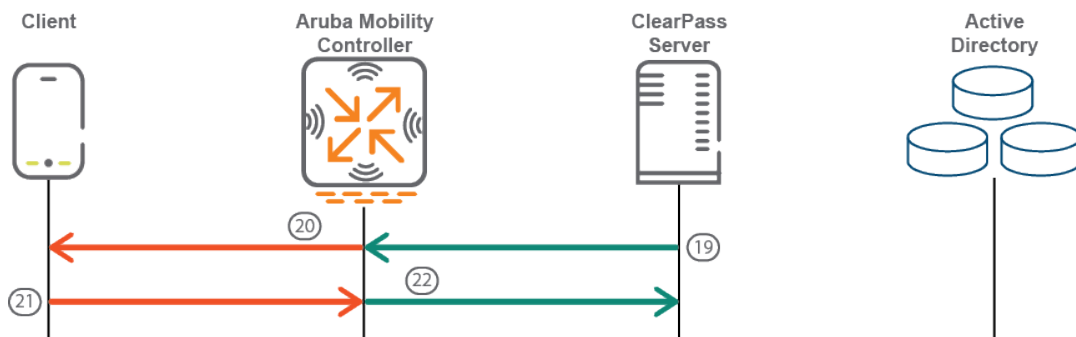 Client
Aruba Mobility
Controller
ClearPass
Server
Active
Directory
20
19
21
22